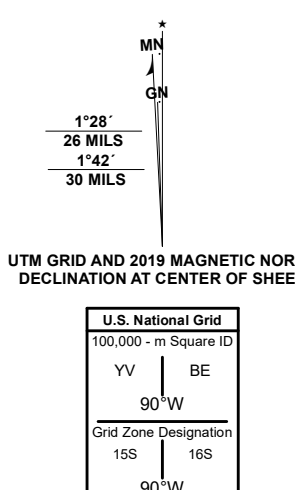 ★
MN
GN
1°28´
26 MILS
1°42´
30 MILS
UTM GRID AND 2019 MAGNETIC NOR
DECLINATION AT CENTER OF SHEE
U.S. National Grid
100,000 - m Square ID
YV BE
90°W
Grid Zone Designation
15S 16S
90°W